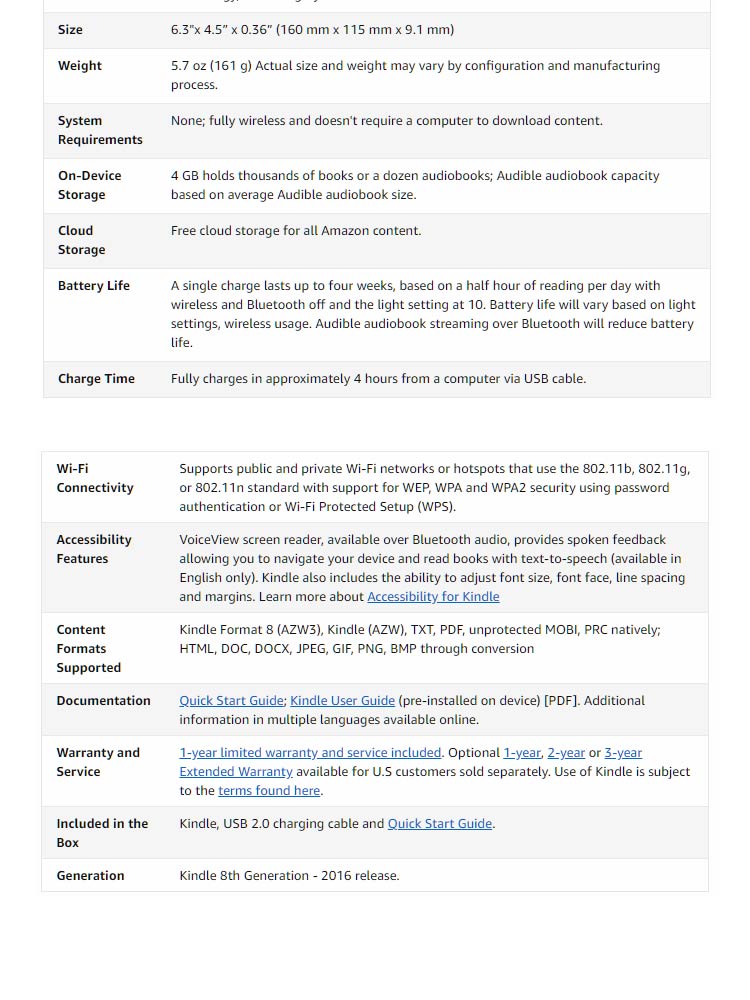 Size 6.3"x 4.5” x 0.36” (160 mm x 115 mm x 9.1 mm)
Weight 5.7 oz (161 g) Actual size and weight may vary by configuration and manufacturing
process.
System None; fully wireless and doesn't require a computer to download content.
Requirements
On-Device 4 GB holds thousands of books or a dozen audiobooks; Audible audiobook capacity
Storage based on average Audible audiobook size.
Cloud Free cloud storage for all Amazon content.
Storage
Battery Life A single charge lasts up to four weeks, based on a half hour of reading per day with
wireless and Bluetooth off and the light setting at 10. Battery life will vary based on light
settings, wireless usage. Audible audiobook streaming over Bluetooth will reduce battery
life.
Charge Time Fully charges in approximately 4 hours from a computer via USB cable.
Wi-Fi Supports public and private Wi-Fi networks or hotspots that use the 802.11b, 802.11g,
Connectivity or 802.11n standard with support for WEP, WPA and WPA2 security using password
authentication or Wi-Fi Protected Setup (WPS).
Accessibility VoiceView screen reader, available over Bluetooth audio, provides spoken feedback
Features allowing you to navigate your device and read books with text-to-speech (available in
English only). Kindle also includes the ability to adjust font size, font face, line spacing
and margins. Learn more about Accessibility for Kindle
Content Kindle Format 8 (AZW3), Kindle (AZW), TXT, PDF, unprotected MOBI, PRC natively;
Formats HTML, DOC, DOCX, JPEG, GIF, PNG, BMP through conversion
Supported
Documentation Quick Start Guide; Kindle User Guide (pre-installed on device) [PDF]. Additional
information in multiple languages available online.
Warranty and 1-year limited warranty and service included. Optional 1-year, 2-year or 3-year
Service Extended Warranty available for U.S customers sold separately. Use of Kindle is subject
to the terms found here.
Included in the Kindle, USB 2.0 charging cable and Quick Start Guide.
Box
Generation Kindle 8th Generation - 2016 release.